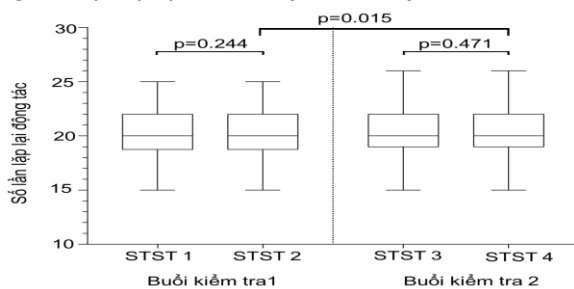 p=0.015
p=0.244
p=0.471
Số lần lặp lại động tác
30
25
20
15
10
STST 1
STST 2
STST 3
STST 4
Buổi kiểm tra1
Buổi kiểm tra 2